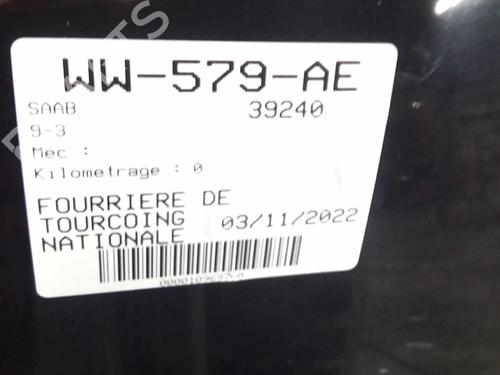 WW-579-AE
SAAB 39240
9-3
Mec :
Kilometrage : 0
FOURRIERE DE
TOURCOING 03/11/2022
NATIONALE